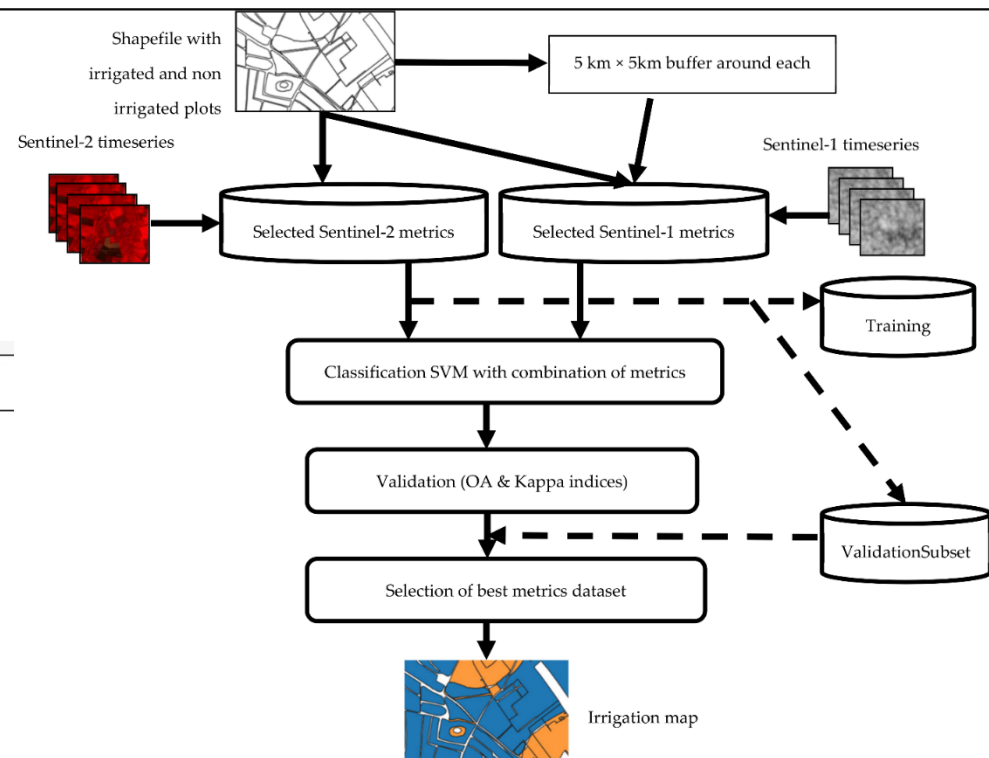 Shapefile with
irrigated and non
irrigated plots
5 km × 5km buffer around each
Sentinel-2 timeseries
Sentinel-1 timeseries
Selected Sentinel-2 metrics
Selected Sentinel-1 metrics
Training
Classification SVM with combination of metrics
Validation (OA & Kappa indices)
ValidationSubset
Selection of best metrics dataset
Irrigation map